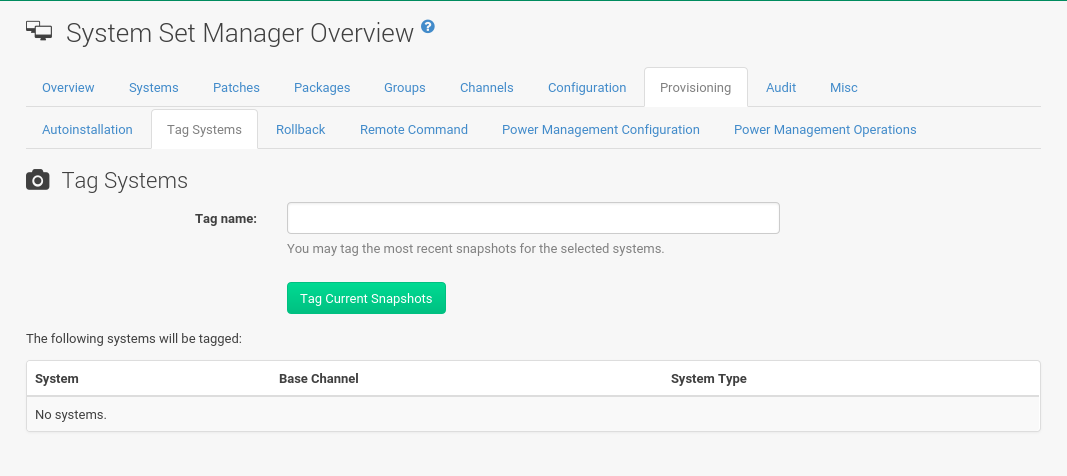 System Set Manager Overview ?
Overview Systems Patches Packages Groups Channels Configuration Provisioning Audit Misc
Autoinstallation Tag Systems Rollback Remote Command Power Management Configuration Power Management Operations
Tag Systems
Tag name:
You may tag the most recent snapshots for the selected systems.
Tag Current Snapshots
The following systems will be tagged:
System Base Channel System Type
No systems.